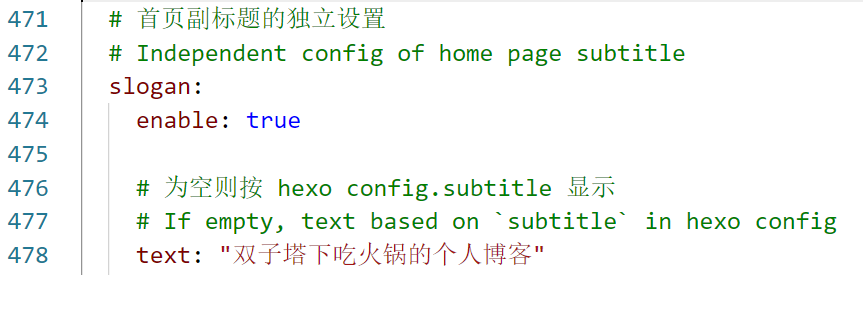 471 # 首页副标题的独立设置
472 # Independent config of home page subtitle
473 slogan:
474 enable: true
475
476 # 为空则按 hexo config.subtitle 显示
477 # If empty, text based on `subtitle` in hexo config
478 text: "双子塔下吃火锅的个人博客"